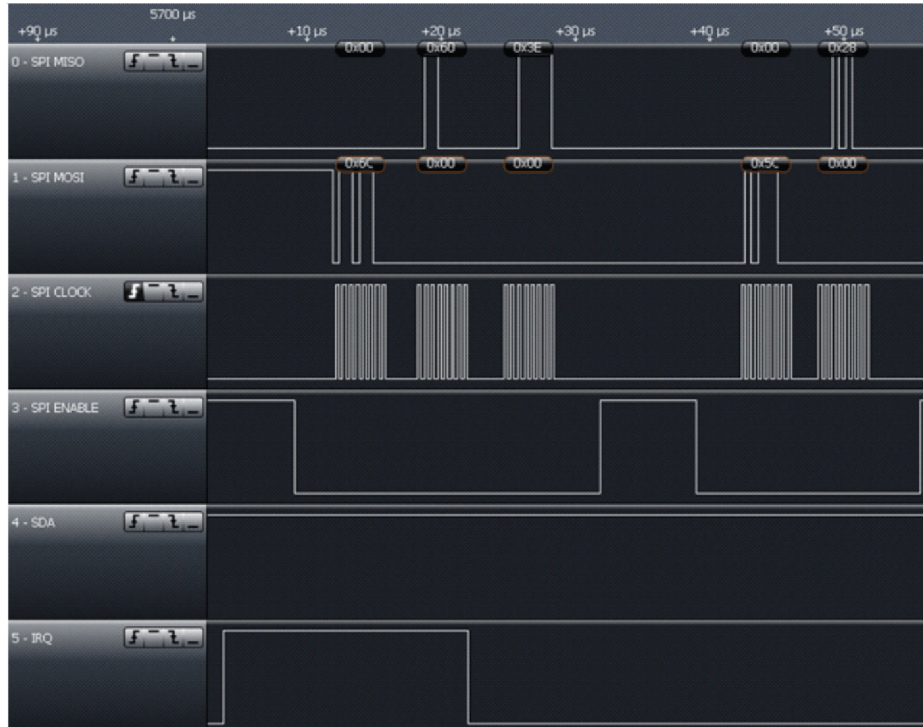 5700 µs
+90 µs +10 µs +20 µs +30 µs +40 µs +50 µs
0x00 0x60 0x3E 0x00 0x28
0 - SPI MISO
0x6C 0x00 0x00 0x5C 0x00
1 - SPI MOSI
2 - SPI CLOCK
3 - SPI ENABLE
4 - SDA
5 - IRQ